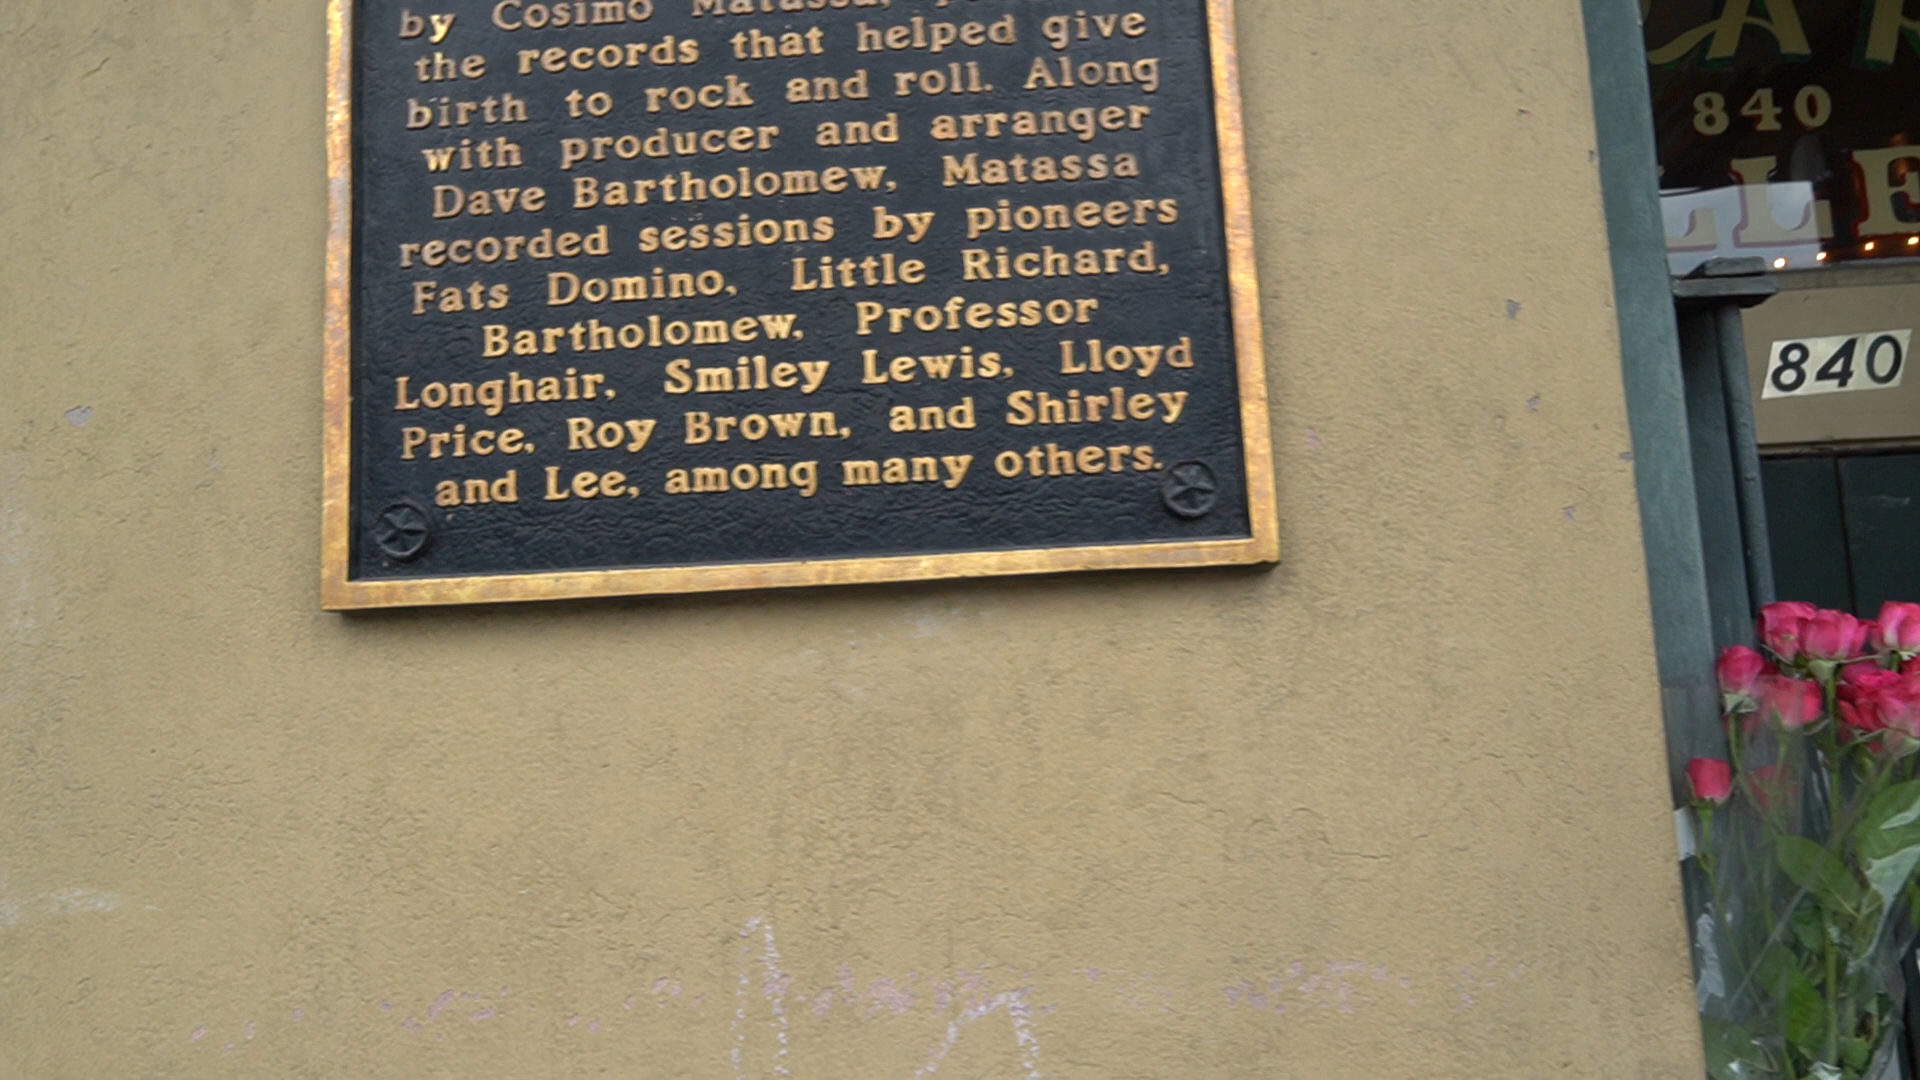 by Cosimo Matassa,
the records that helped give
birth to rock and roll. Along
with producer and arranger
Dave Bartholomew, Matassa
recorded sessions by pioneers
Fats Domino, Little Richard,
Bartholomew, Professor
Longhair, Smiley Lewis, Lloyd
Price, Roy Brown, and Shirley
and Lee, among many others.
840
840